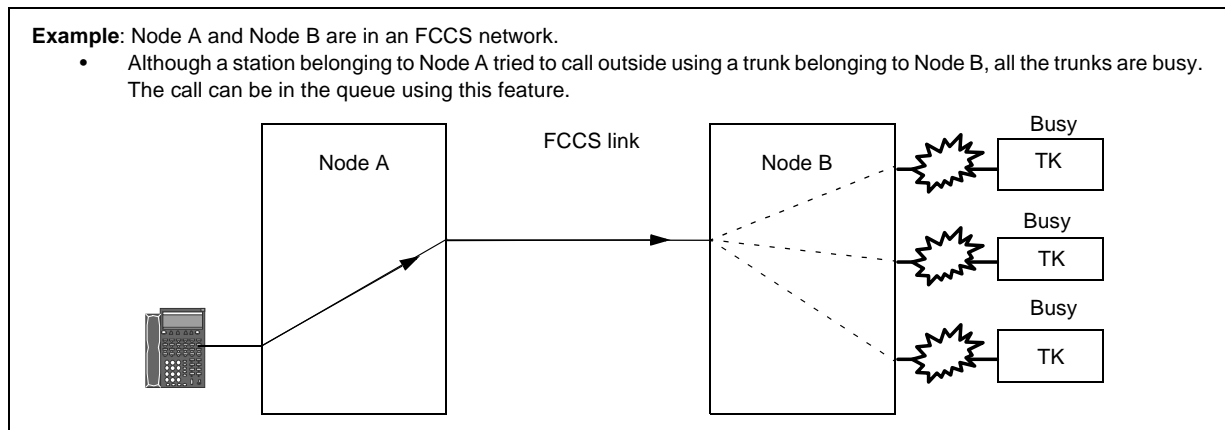 Example: Node A and Node B are in an FCCS network.
• Although a station belonging to Node A tried to call outside using a trunk belonging to Node B, all the trunks are busy.
The call can be in the queue using this feature.
Node A
FCCS link
Node B
Busy
TK
Busy
TK
Busy
TK